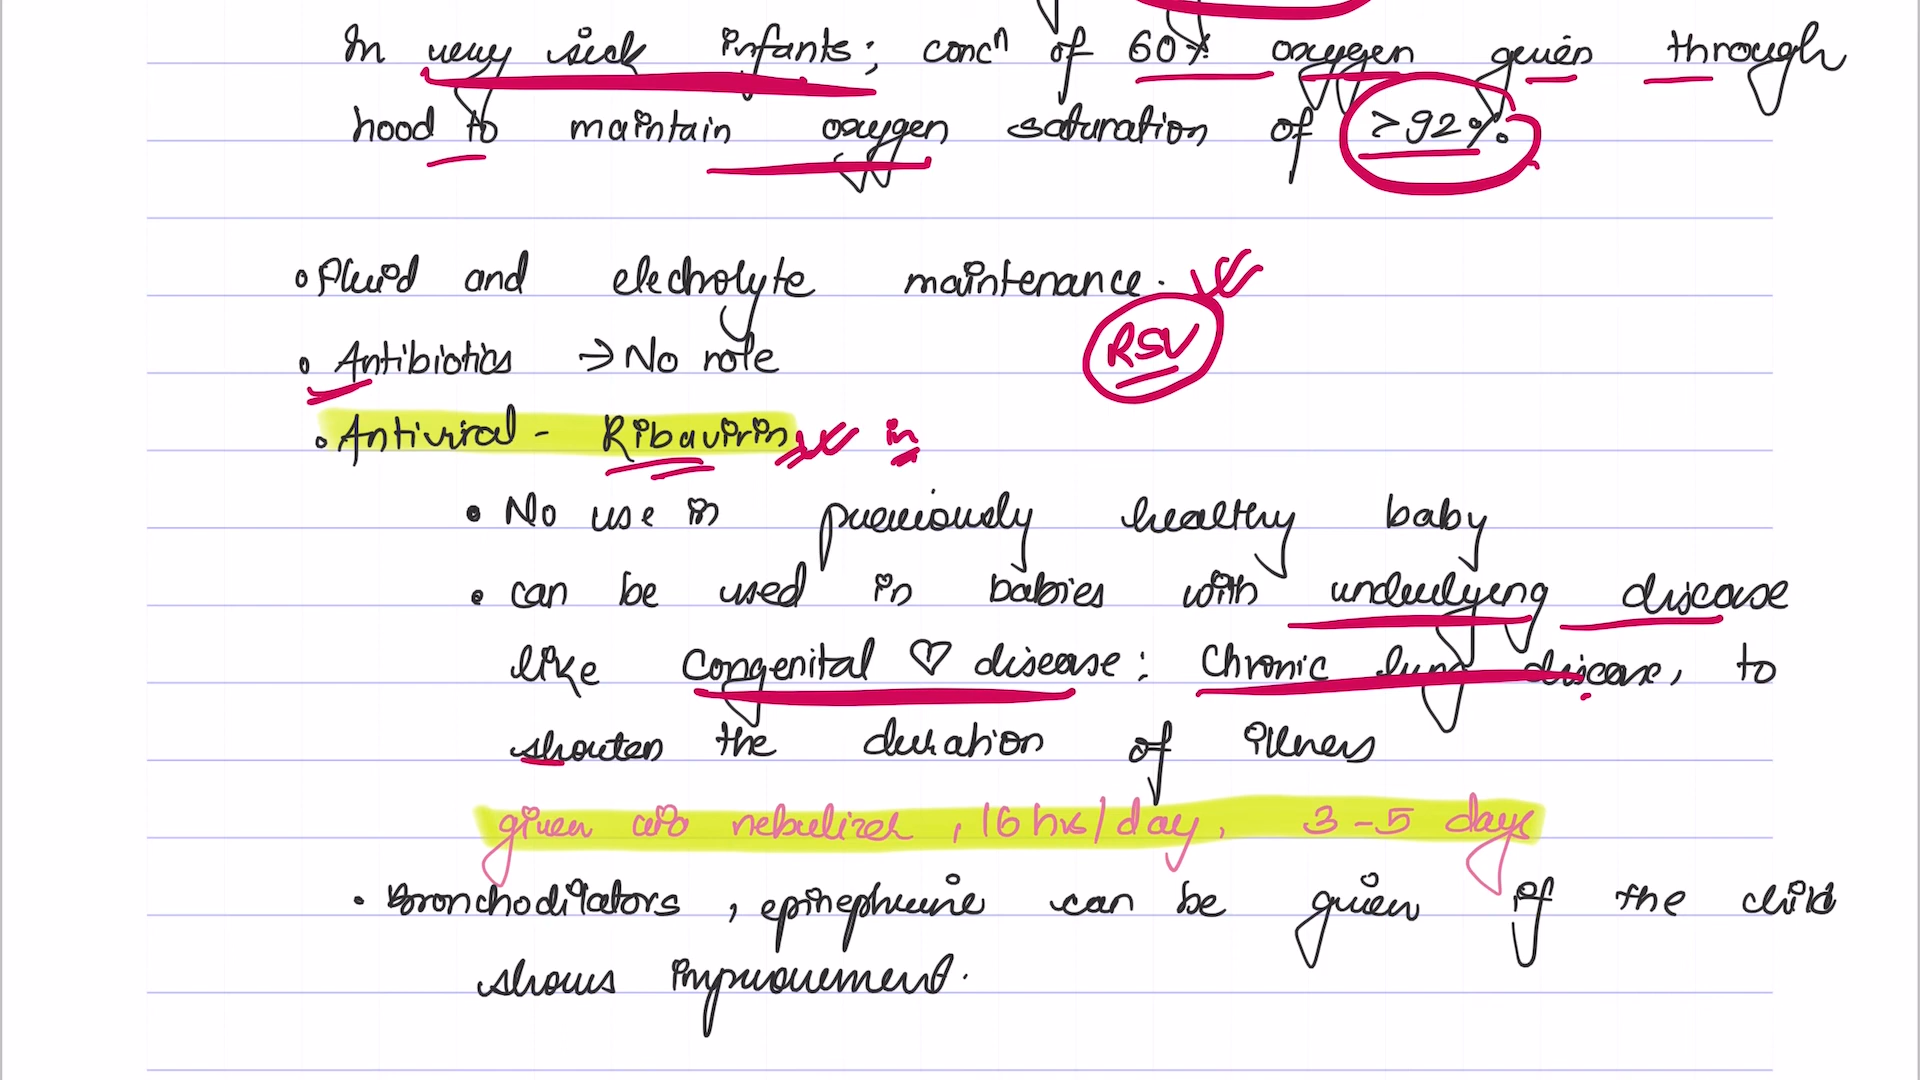 In very sick infants; concn of 60% oxygen given through
hood to maintain oxygen saturation of >92%.
• Fluid and electrolyte maintenance.
RSV
• Antibiotics → No role
• Antiviral - Ribavirin in
• No use in previously healthy baby
• can be used in babies with underlying disease
like Congenital ♡ disease: Chronic lung disease, to
shorten the duration of illness
given nebulizer, 16 hrs/day, 3-5 days
• Bronchodilators, epinephrine can be given if the child
shows improvement.